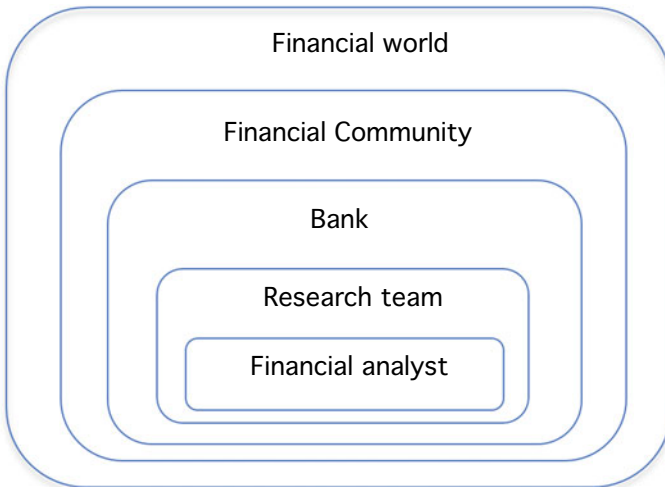 Financial world
Financial Community
Bank
Research team
Financial analyst